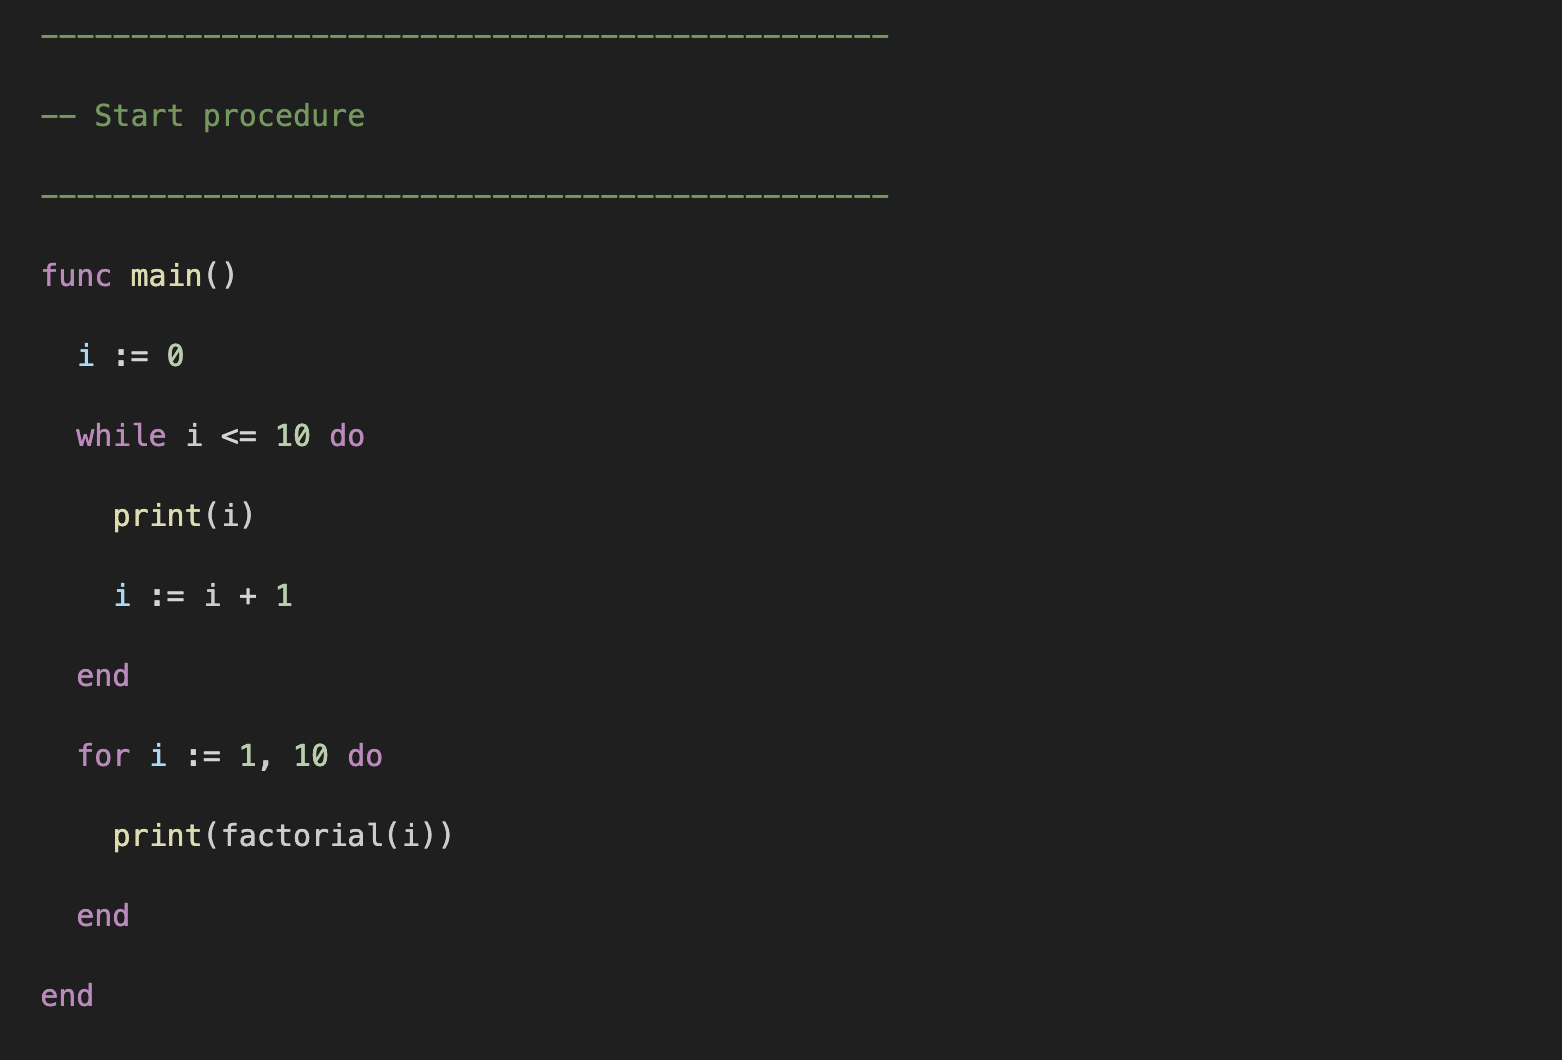 -----------------------------------------------
-- Start procedure
-----------------------------------------------
func main()
  i := 0
  while i <= 10 do
    print(i)
    i := i + 1
  end
  for i := 1, 10 do
    print(factorial(i))
  end
end